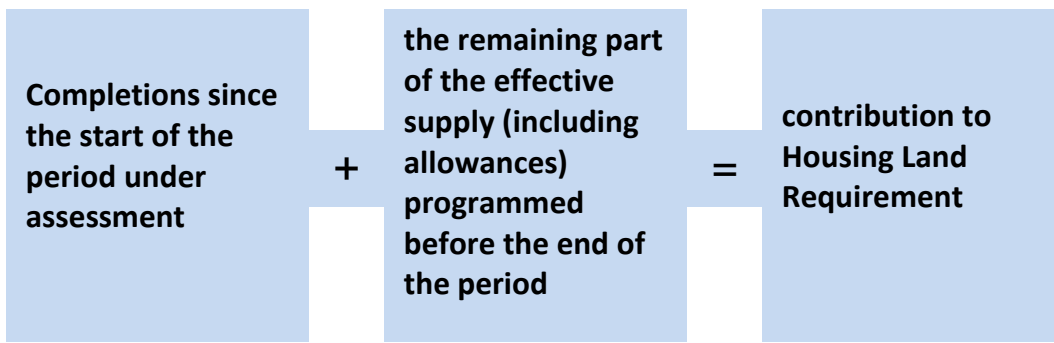 Completions since
the start of the
period under
assessment
+
the remaining part
of the effective
supply (including
allowances)
programmed
before the end of
the period
=
contribution to
Housing Land
Requirement